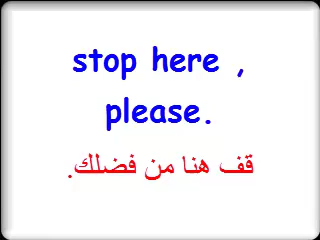 stop here ,
please.
قف هنا من فضلك.